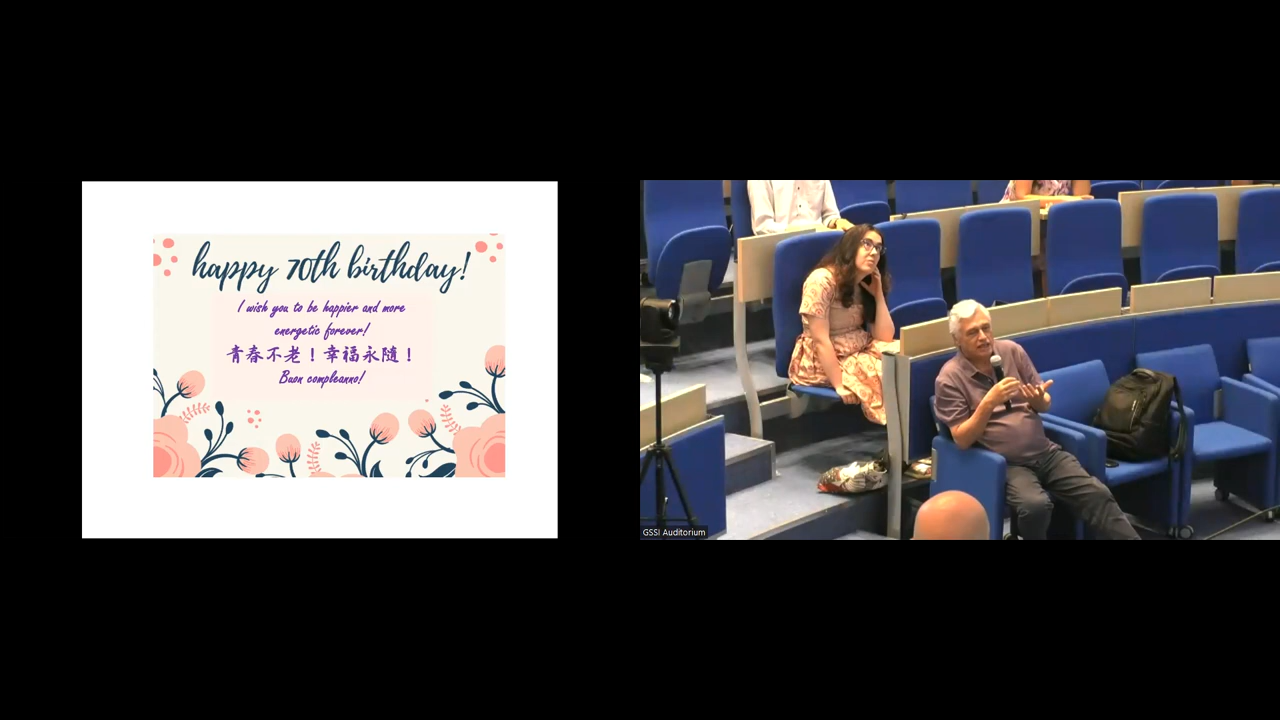 happy 70th birthday!
I wish you to be happier and more
energetic forever!
青春不老！幸福永随！
Buon compleanno!
GSSI Auditorium